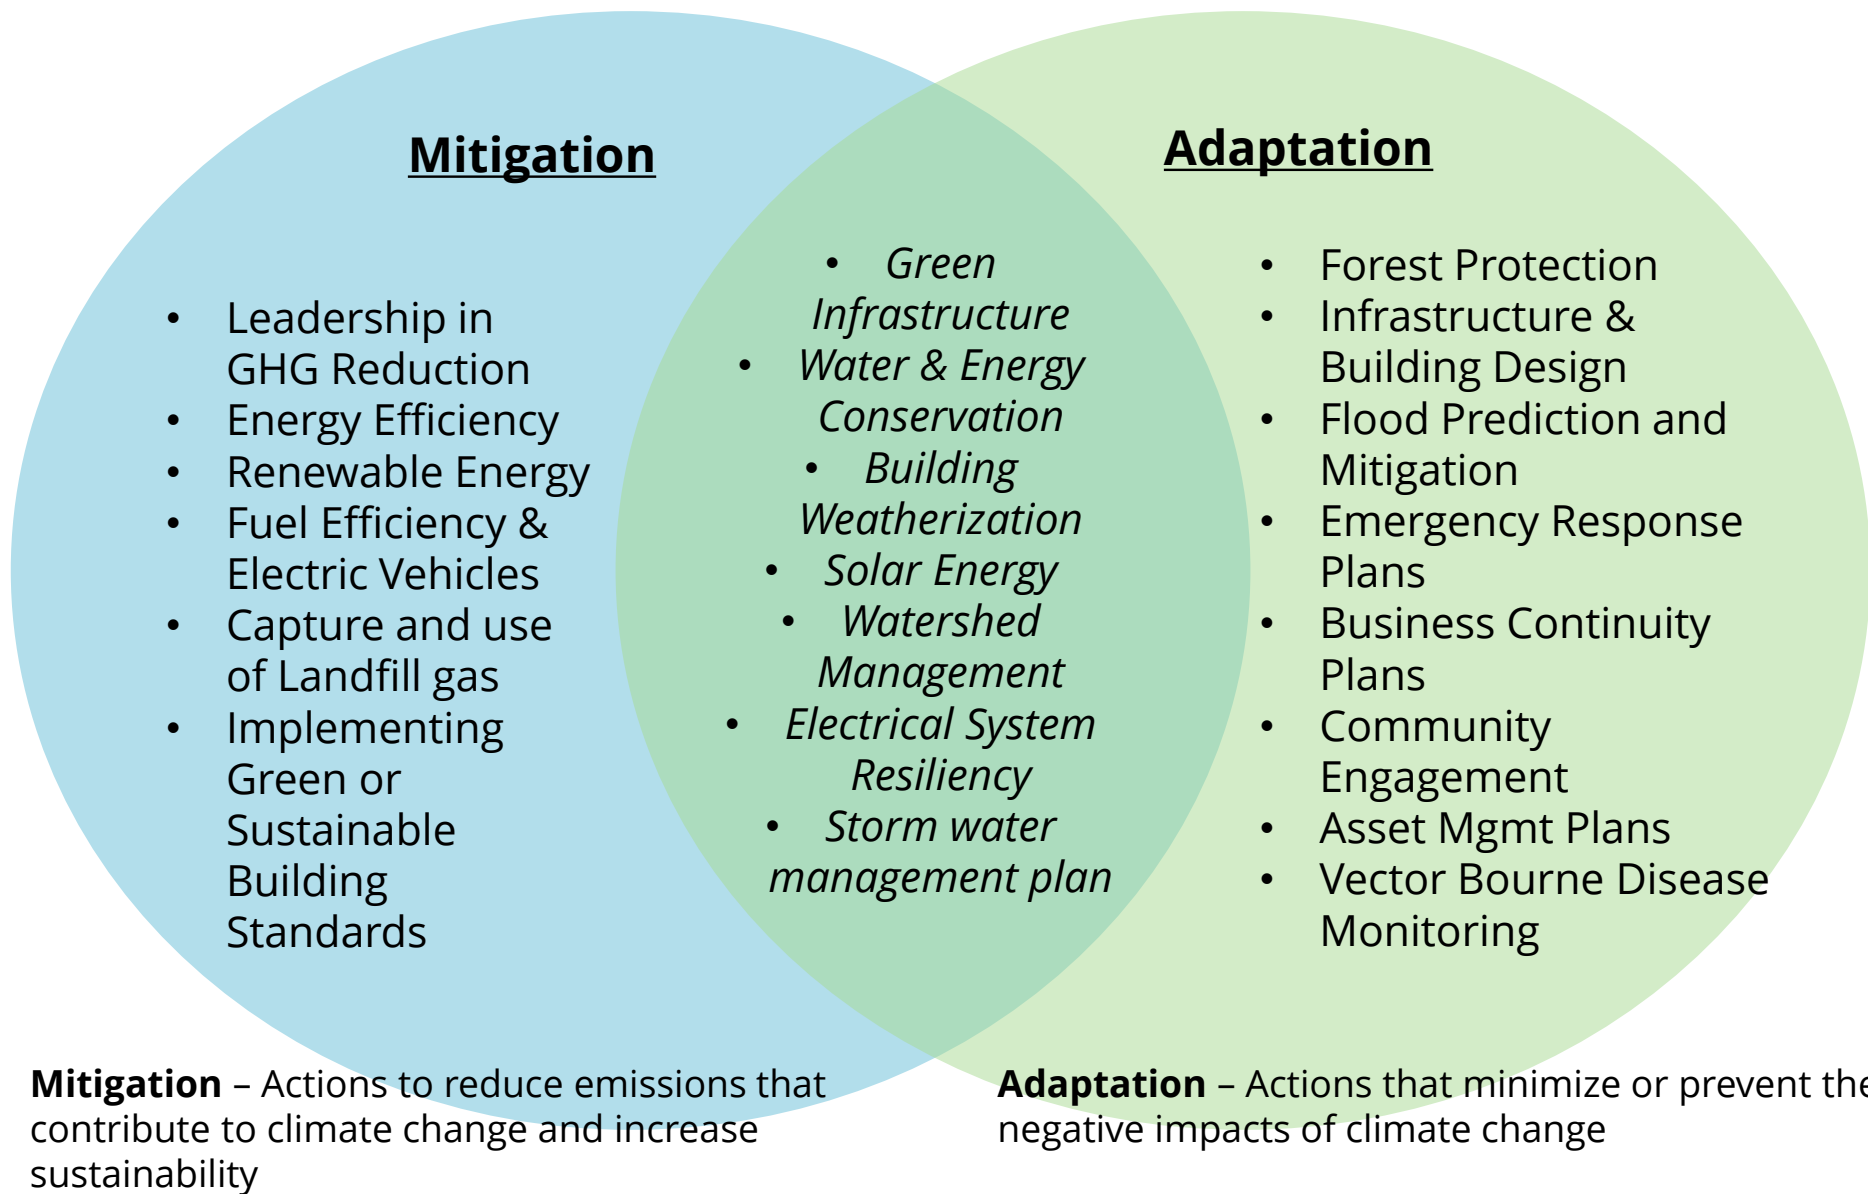 Mitigation
• Leadership in
GHG Reduction
• Energy Efficiency
• Renewable Energy
• Fuel Efficiency &
Electric Vehicles
• Capture and use
of Landfill gas
• Implementing
Green or
Sustainable
Building
Standards
• Green
Infrastructure
• Water & Energy
Conservation
• Building
Weatherization
• Solar Energy
• Watershed
Management
• Electrical System
Resiliency
• Storm water
management plan
Adaptation
• Forest Protection
• Infrastructure &
Building Design
• Flood Prediction and
Mitigation
• Emergency Response
Plans
• Business Continuity
Plans
• Community
Engagement
• Asset Mgmt Plans
• Vector Bourne Disease
Monitoring
Mitigation – Actions to reduce emissions that
contribute to climate change and increase
sustainability
Adaptation – Actions that minimize or prevent the
negative impacts of climate change